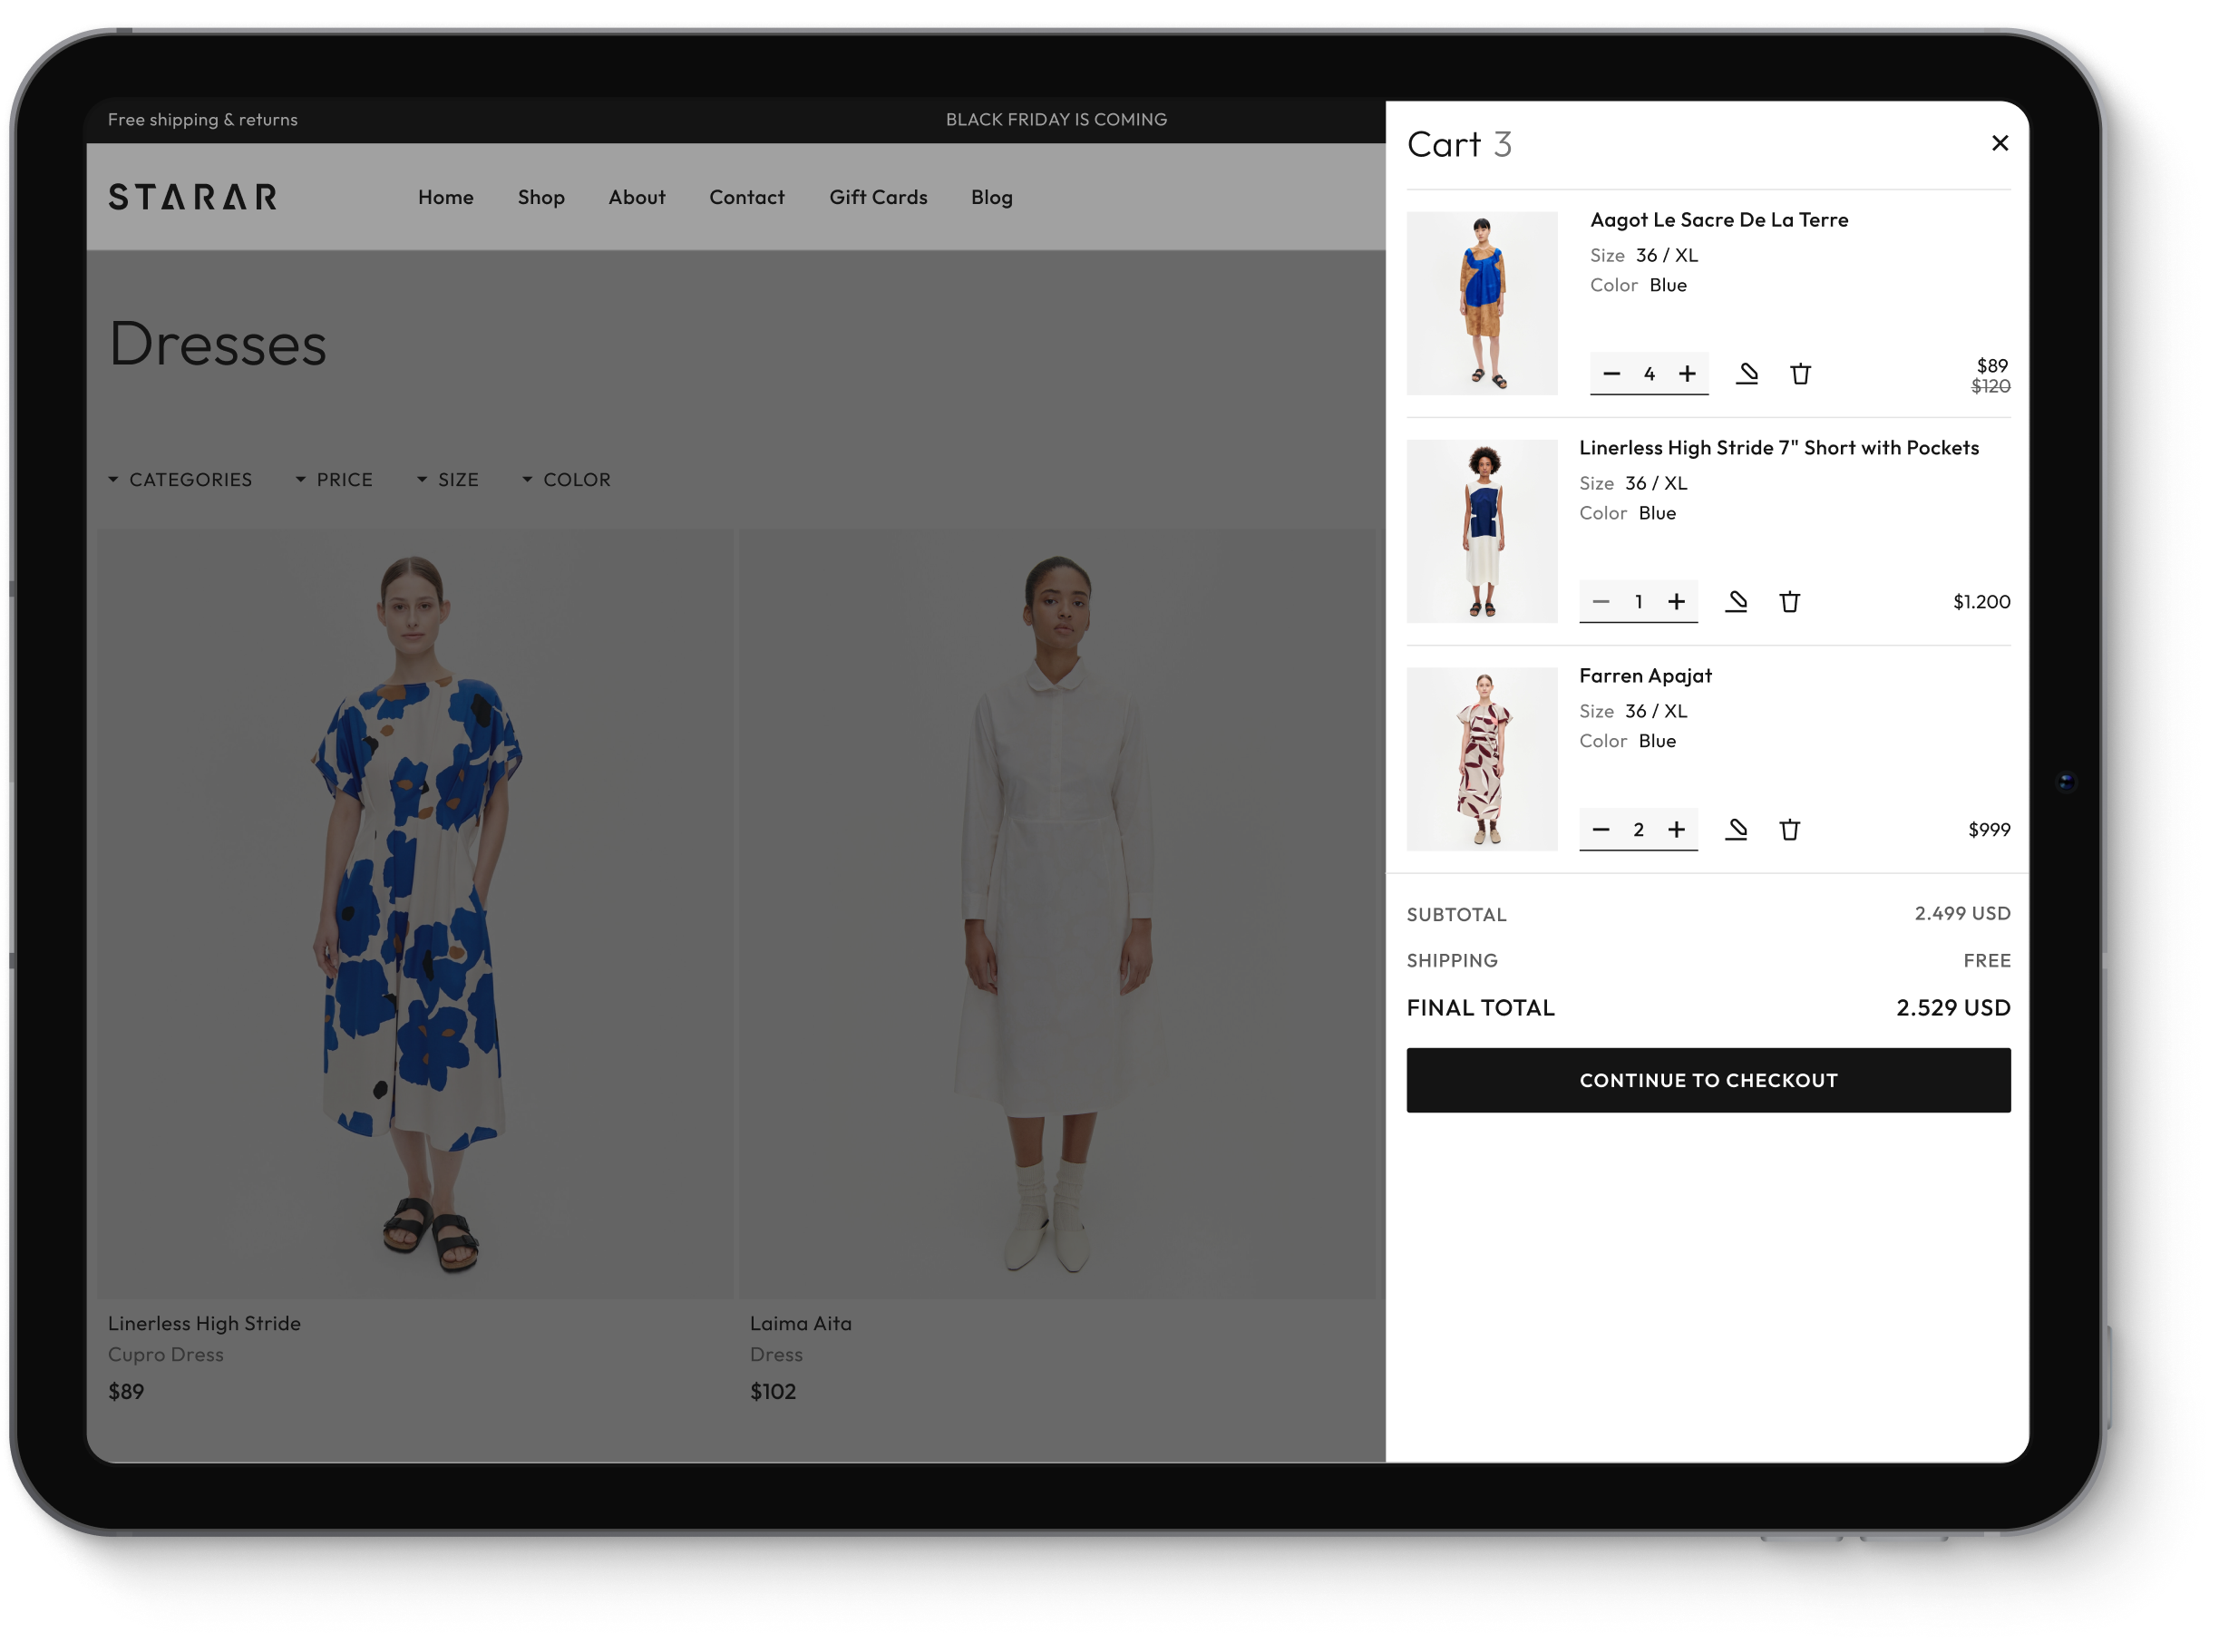 Free shipping & returns
BLACK FRIDAY IS COMING
STARAR
Home Shop About Contact Gift Cards Blog
Dresses
CATEGORIES PRICE SIZE COLOR
Linerless High Stride
Cupro Dress
$89
Laima Aita
Dress
$102
Cart 3
Aagot Le Sacre De La Terre
Size 36 / XL
Color Blue
4
$89
$120
Linerless High Stride 7" Short with Pockets
Size 36 / XL
Color Blue
1
$1.200
Farren Apajat
Size 36 / XL
Color Blue
2
$999
SUBTOTAL 2.499 USD
SHIPPING FREE
FINAL TOTAL 2.529 USD
CONTINUE TO CHECKOUT